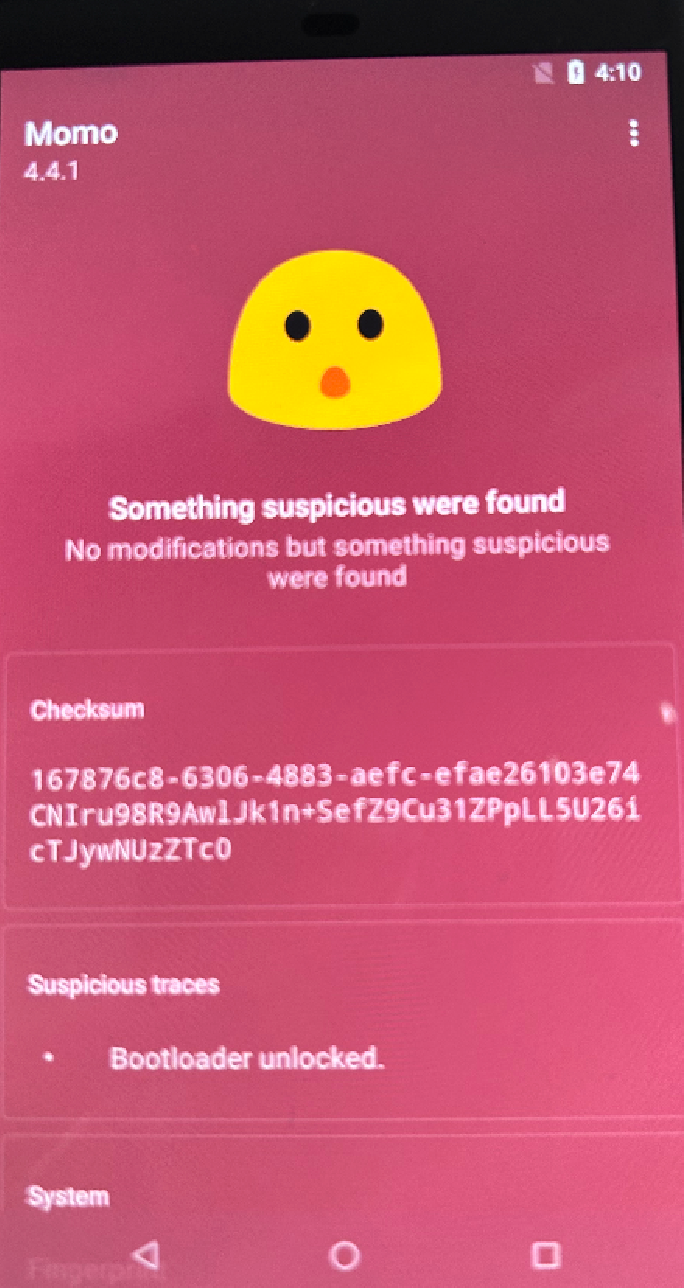 4:10
Momo
4.4.1
Something suspicious were found
No modifications but something suspicious
were found
Checksum
167876c8-6306-4883-aefc-efae26103e74
CNIru98R9AwlJk1n+SefZ9Cu31ZPpLL5U26i
cTJywNUzZTc0
Suspicious traces
• Bootloader unlocked.
System
Fingerprint